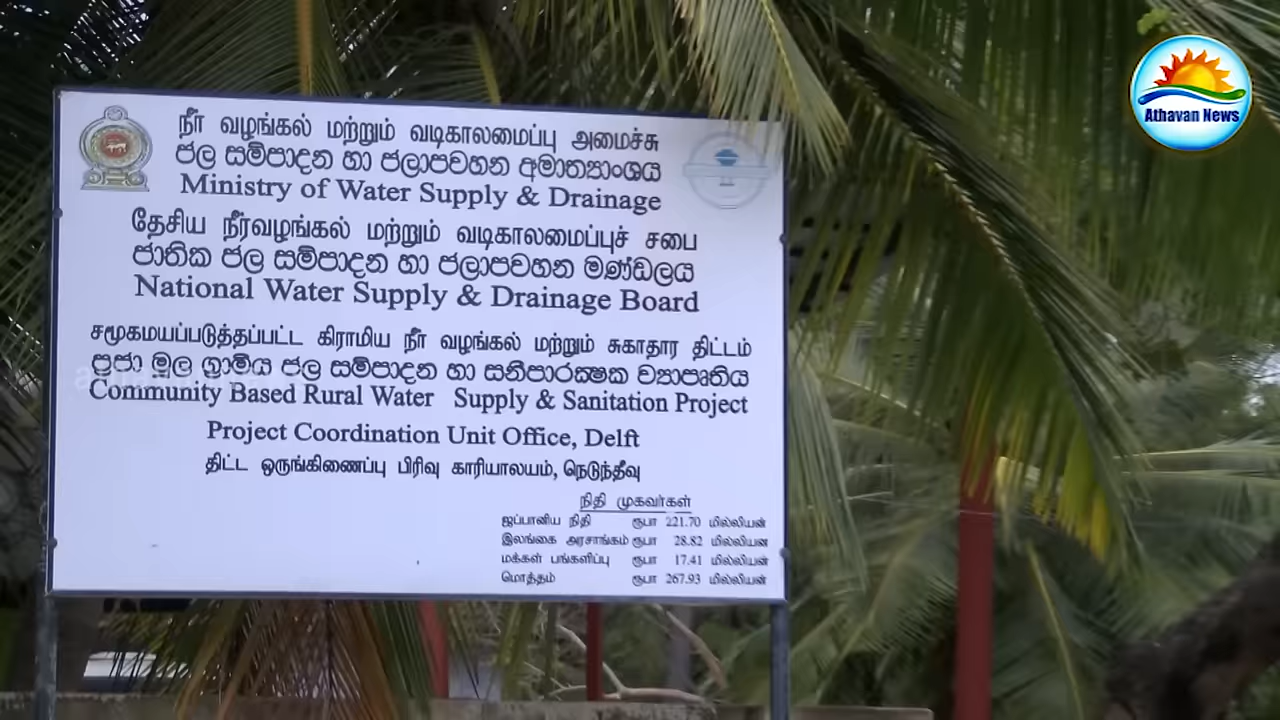 நீர் வழங்கல் மற்றும் வடிகாலமைப்பு அமைச்சு
ජල සම්පාදන හා ජලාපවහන අමාත්‍යාංශය
Ministry of Water Supply & Drainage
தேசிய நீர்வழங்கல் மற்றும் வடிகாலமைப்புச் சபை
ජාතික ජල සම්පාදන හා ජලාපවහන මණ්ඩලය
National Water Supply & Drainage Board
சமூகமயப்படுத்தப்பட்ட கிராமிய நீர் வழங்கல் மற்றும் சுகாதார திட்டம்
ප්‍රජා මූල ග්‍රාමීය ජල සම්පාදන හා සනීපාරක්ෂක ව්‍යාපෘතිය
Community Based Rural Water Supply & Sanitation Project
Project Coordination Unit Office, Delft
திட்ட ஒருங்கிணைப்பு பிரிவு காரியாலயம், நெடுந்தீவு
நிதி முகவர்கள்
ஜப்பானிய நிதி ரூபா 221.70 மில்லியன்
இலங்கை அரசாங்கம் ரூபா 28.82 மில்லியன
மக்கள் பங்களிப்பு ரூபா 17.41 மில்லியன்
மொத்தம் ரூபா 267.93 மில்லியன்
Athavan News